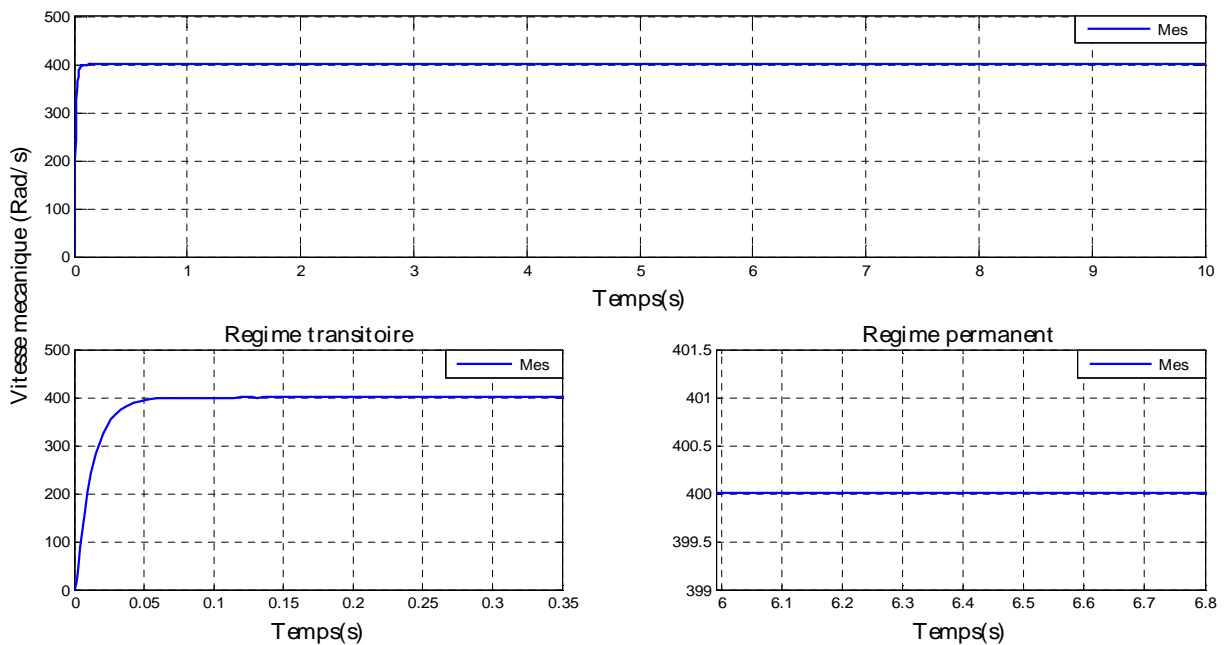 500
400
300
200
100
0
Mes
0 1 2 3 4 5 6 7 8 9 10
Temps(s)
Vitesse mecanique (Rad/s)
Regime transitoire
500
400
300
200
100
0
Mes
0 0.05 0.1 0.15 0.2 0.25 0.3 0.35
Temps(s)
Regime permanent
401.5
401
400.5
400
399.5
399
Mes
6 6.1 6.2 6.3 6.4 6.5 6.6 6.7 6.8
Temps(s)